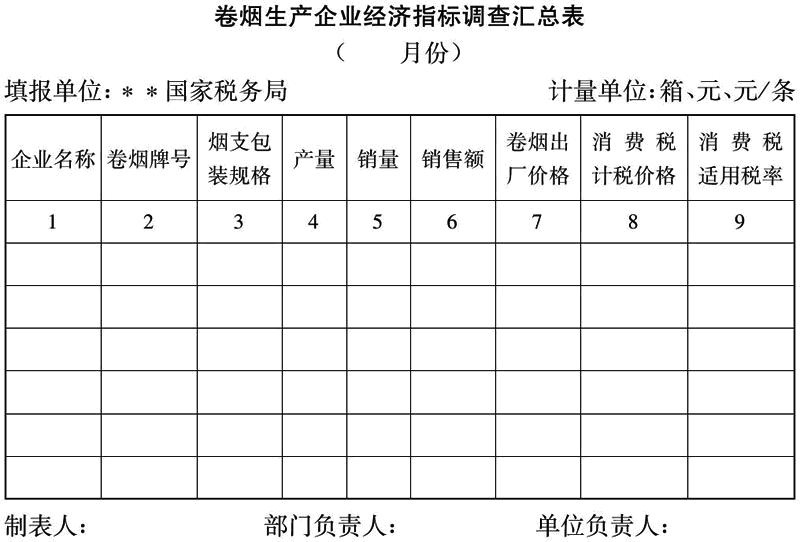 卷烟生产企业经济指标调查汇总表
（　　月份）
填报单位：＊＊国家税务局　　计量单位：箱、元、元/条
企业名称 卷烟牌号 烟支包装规格 产量 销量 销售额 卷烟出厂价格 消费税计税价格 消费税适用税率
1 2 3 4 5 6 7 8 9
制表人：　　部门负责人：　　单位负责人：